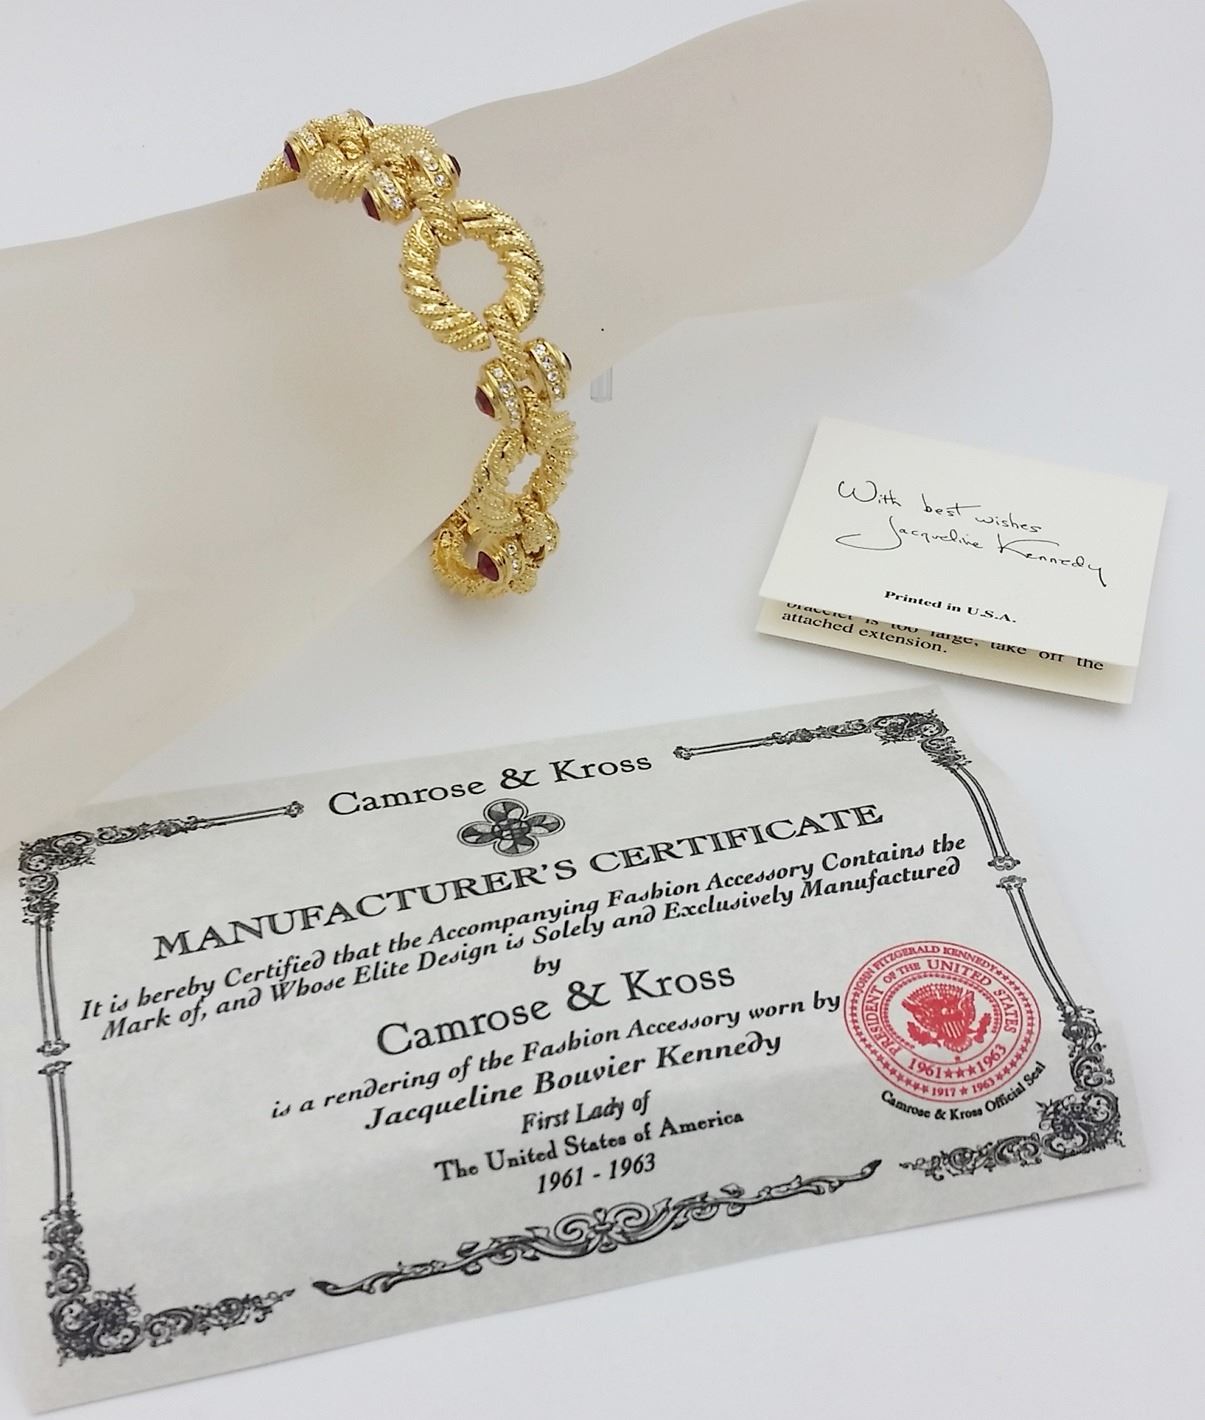 With best wishes
Jacqueline Kennedy
Printed in U.S.A.
bracelet is too large, take off the
attached extension.
Camrose & Kross
MANUFACTURER'S CERTIFICATE
It is hereby Certified that the Accompanying Fashion Accessory Contains the
Mark of, and Whose Elite Design is Solely and Exclusively Manufactured
by
Camrose & Kross
is a rendering of the Fashion Accessory worn by
Jacqueline Bouvier Kennedy
First Lady of
The United States of America
1961 - 1963
JOHN FITZGERALD KENNEDY
PRESIDENT OF THE UNITED STATES
1961★★★1963
1917 ★ 1963
Camrose & Kross Official Seal